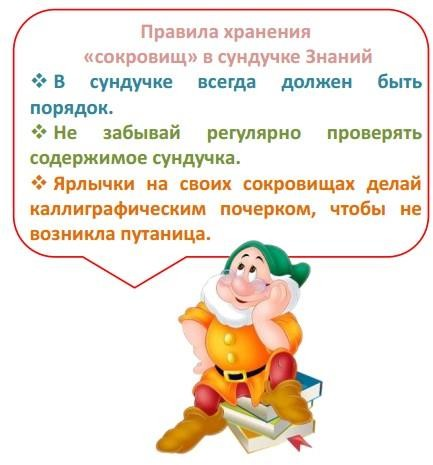 Правила хранения
«сокровищ» в сундучке Знаний
❖ В сундучке всегда должен быть
порядок.
❖ Не забывай регулярно проверять
содержимое сундучка.
❖ Ярлычки на своих сокровищах делай
каллиграфическим почерком, чтобы не
возникла путаница.